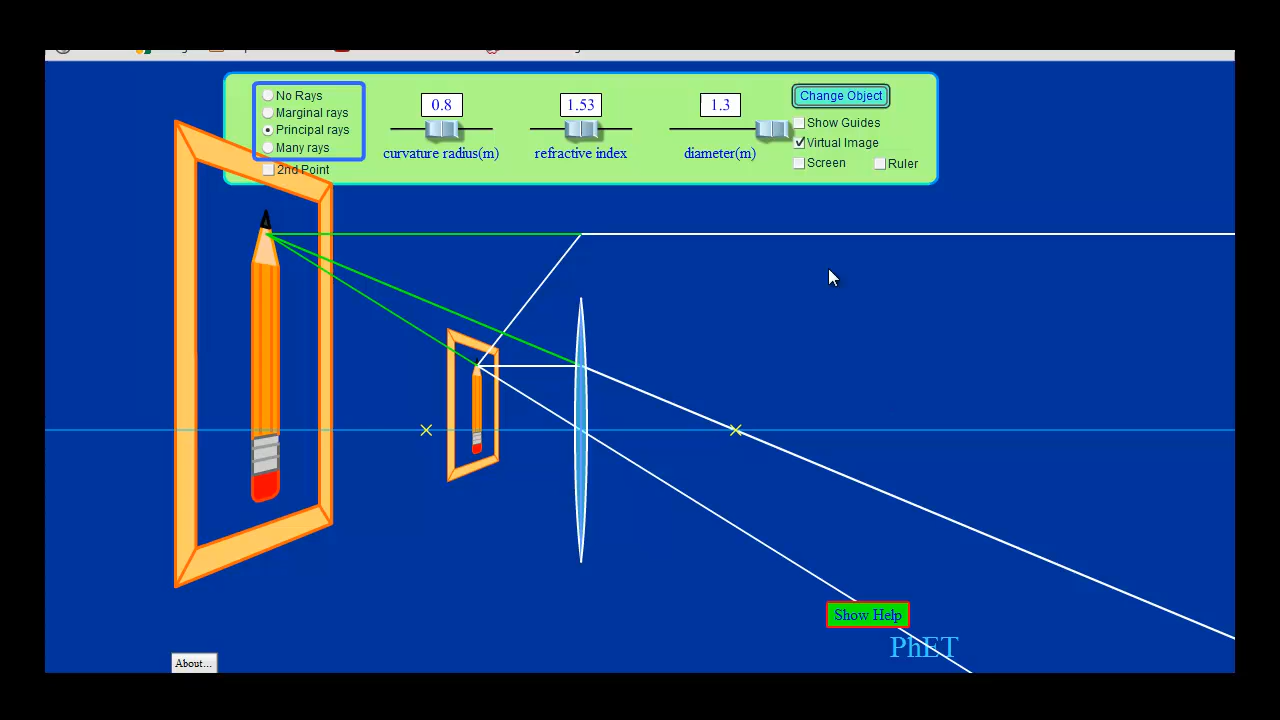 No Rays
Marginal rays
Principal rays
Many rays
2nd Point
0.8
curvature radius(m)
1.53
refractive index
1.3
diameter(m)
Change Object
Show Guides
Virtual Image
Screen
Ruler
Show Help
PhET
About...